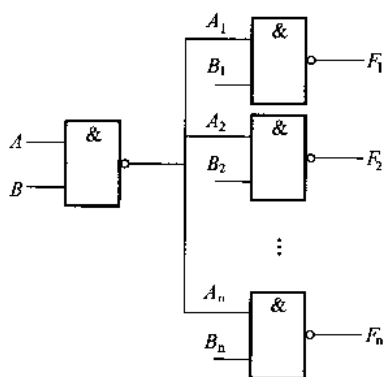 A₁ &
B₁ F₁
A & A₂ &
B B₂ F₂
⋮
Aₙ &
Bₙ Fₙ